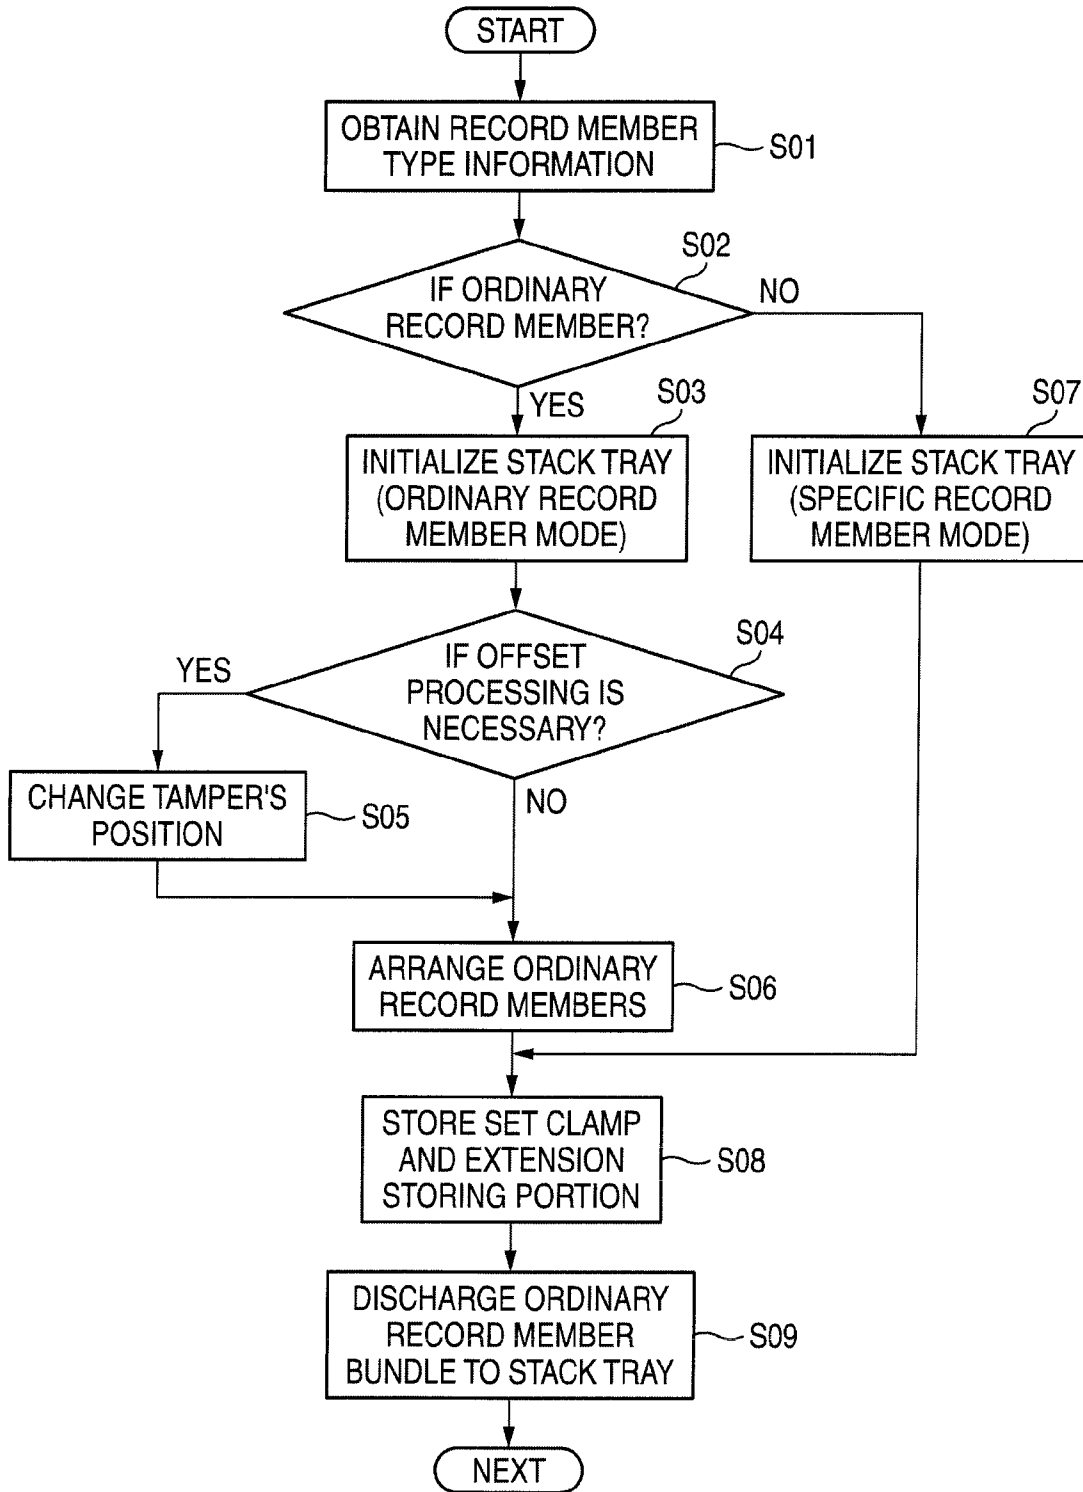 START
OBTAIN RECORD MEMBER
TYPE INFORMATION
S01
S02
IF ORDINARY
RECORD MEMBER?
NO
YES
S03
INITIALIZE STACK TRAY
(ORDINARY RECORD
MEMBER MODE)
S07
INITIALIZE STACK TRAY
(SPECIFIC RECORD
MEMBER MODE)
S04
IF OFFSET
PROCESSING IS
NECESSARY?
YES
NO
CHANGE TAMPER'S
POSITION
S05
ARRANGE ORDINARY
RECORD MEMBERS
S06
STORE SET CLAMP
AND EXTENSION
STORING PORTION
S08
DISCHARGE ORDINARY
RECORD MEMBER
BUNDLE TO STACK TRAY
S09
NEXT